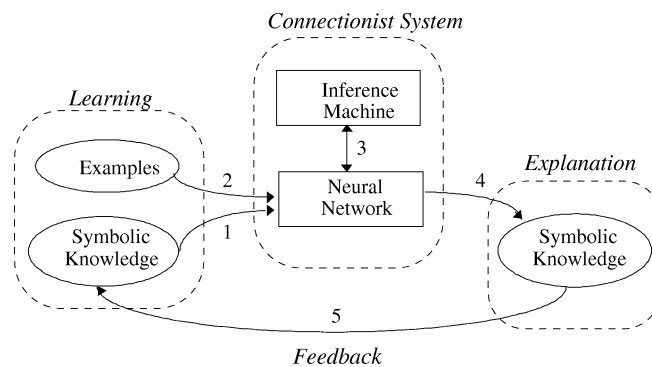 Connectionist System
Learning
Inference
Machine
Examples
2
3
Neural
Network
4
Explanation
Symbolic
Knowledge
1
Symbolic
Knowledge
5
Feedback